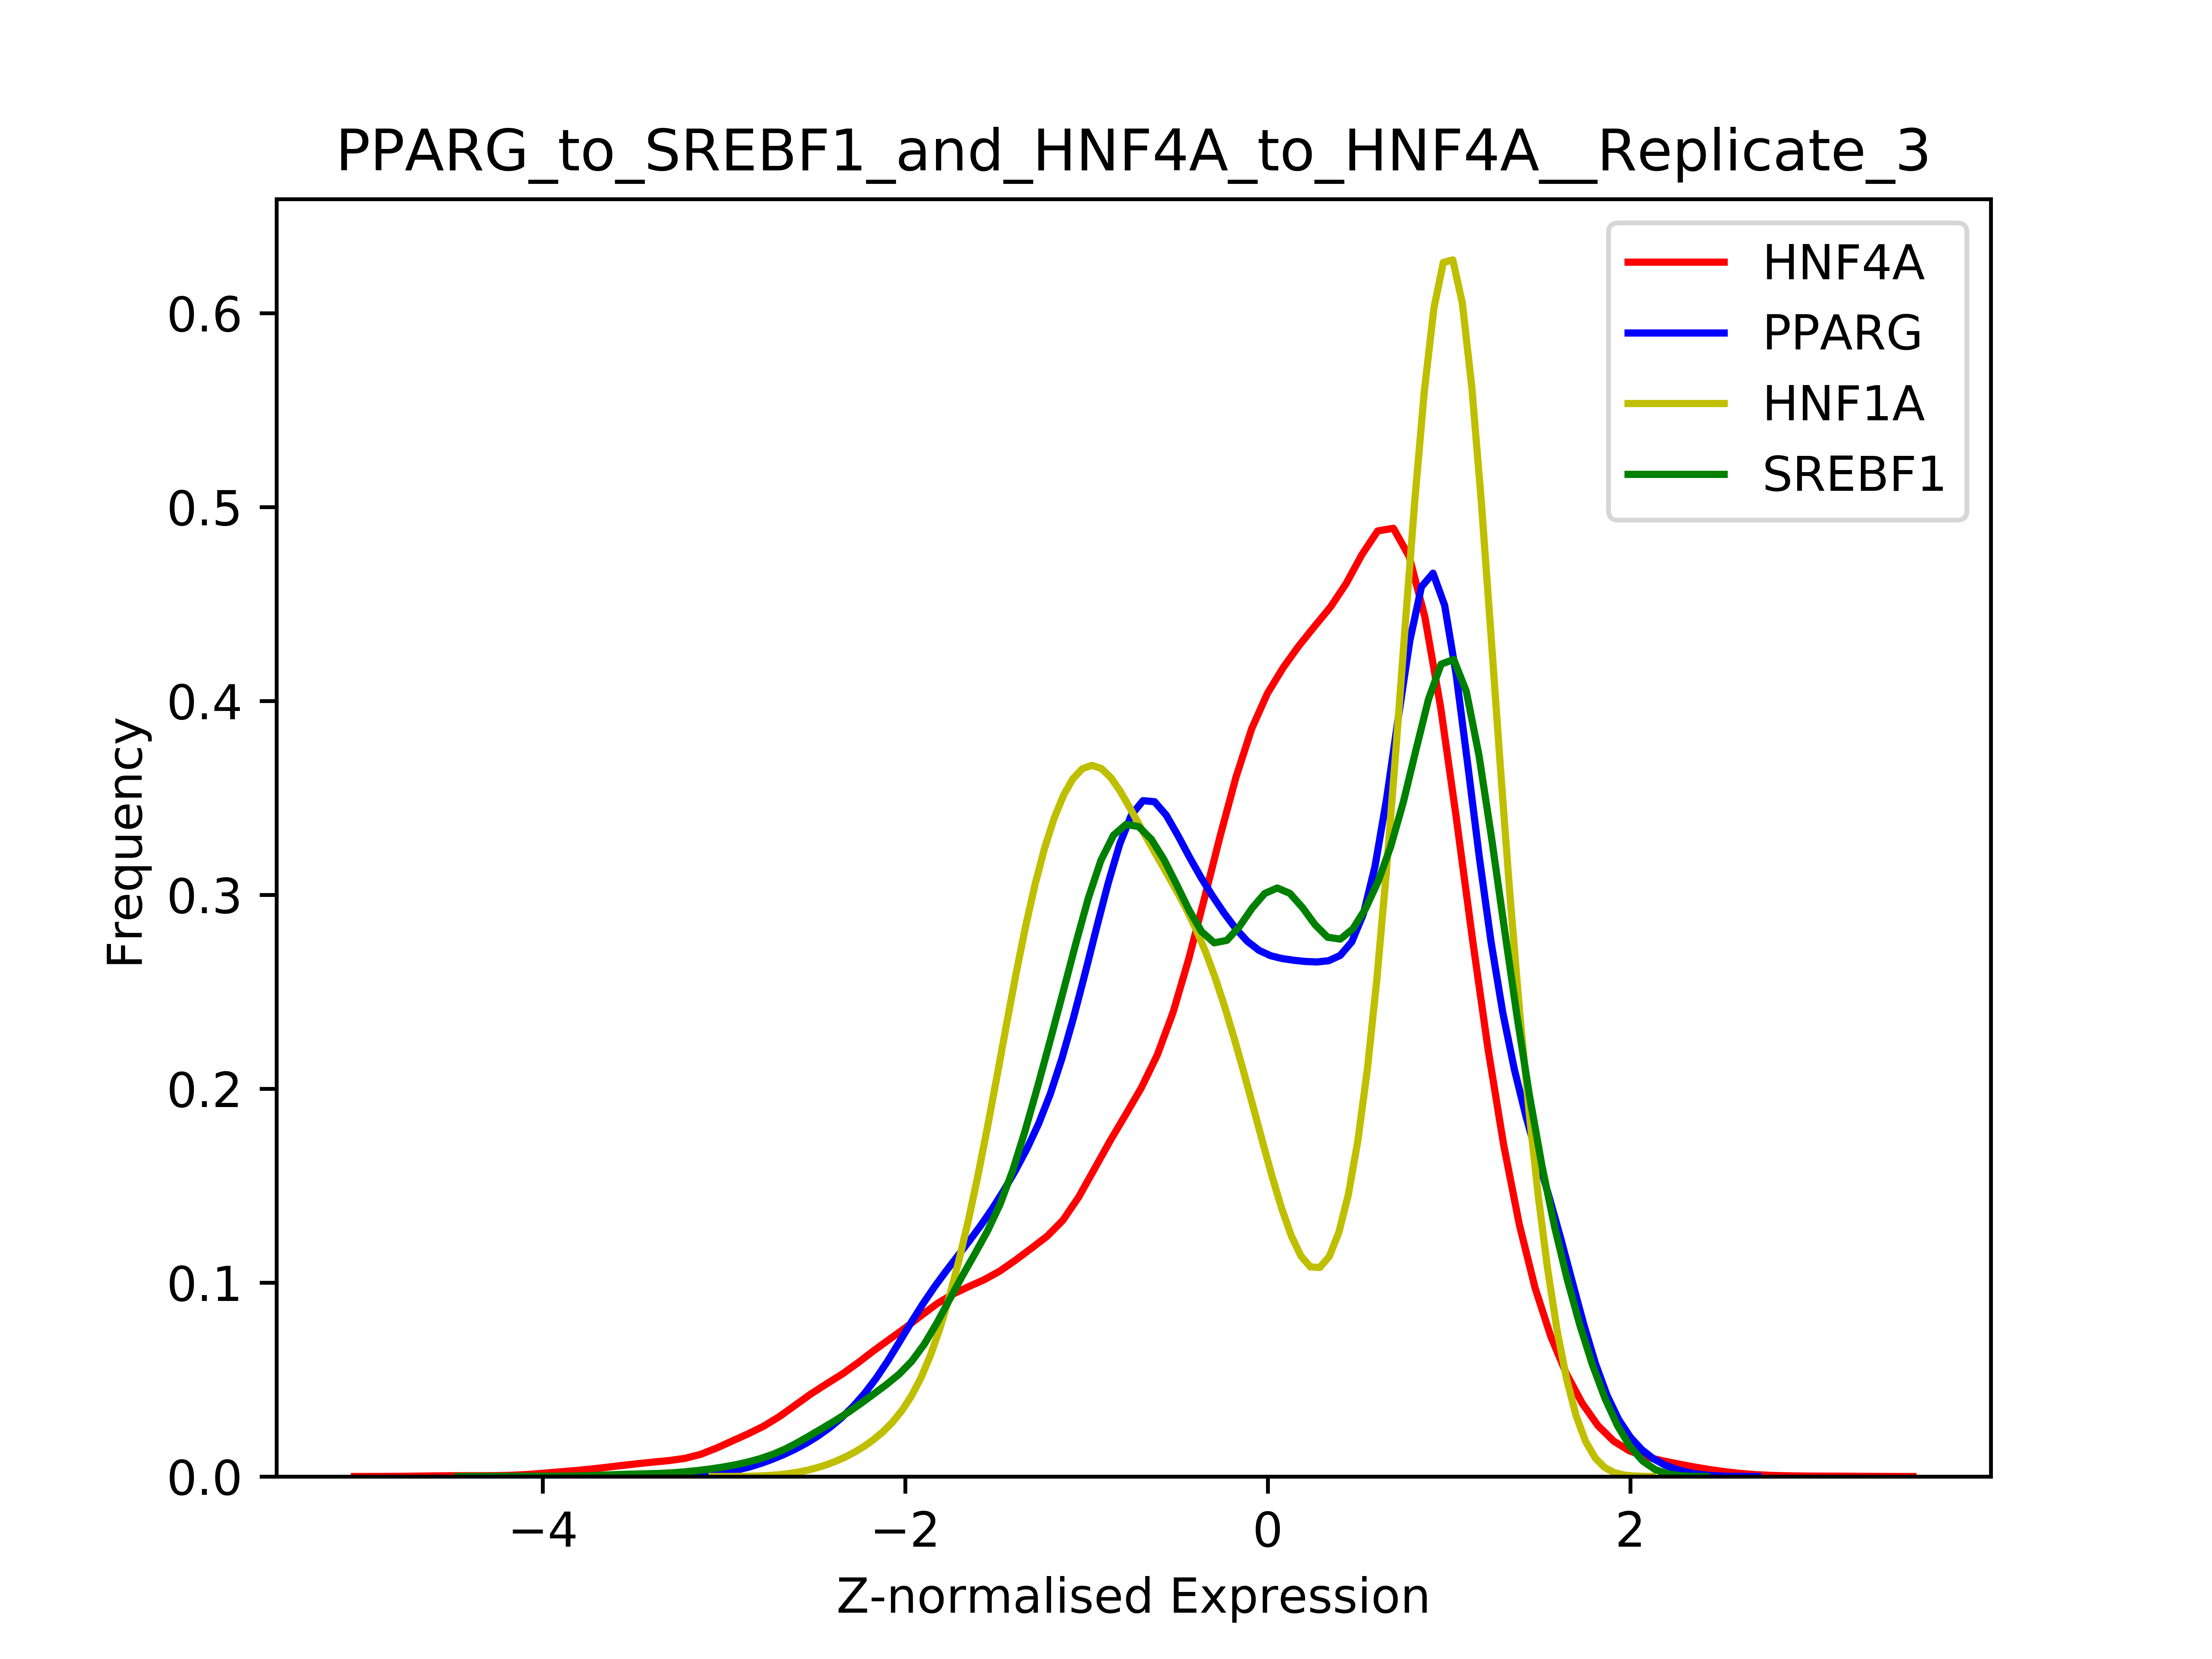 PPARG_to_SREBF1_and_HNF4A_to_HNF4A__Replicate_3
HNF4A
PPARG
HNF1A
SREBF1
0.6
0.5
0.4
0.3
0.2
0.1
0.0
Frequency
−4
−2
0
2
Z-normalised Expression